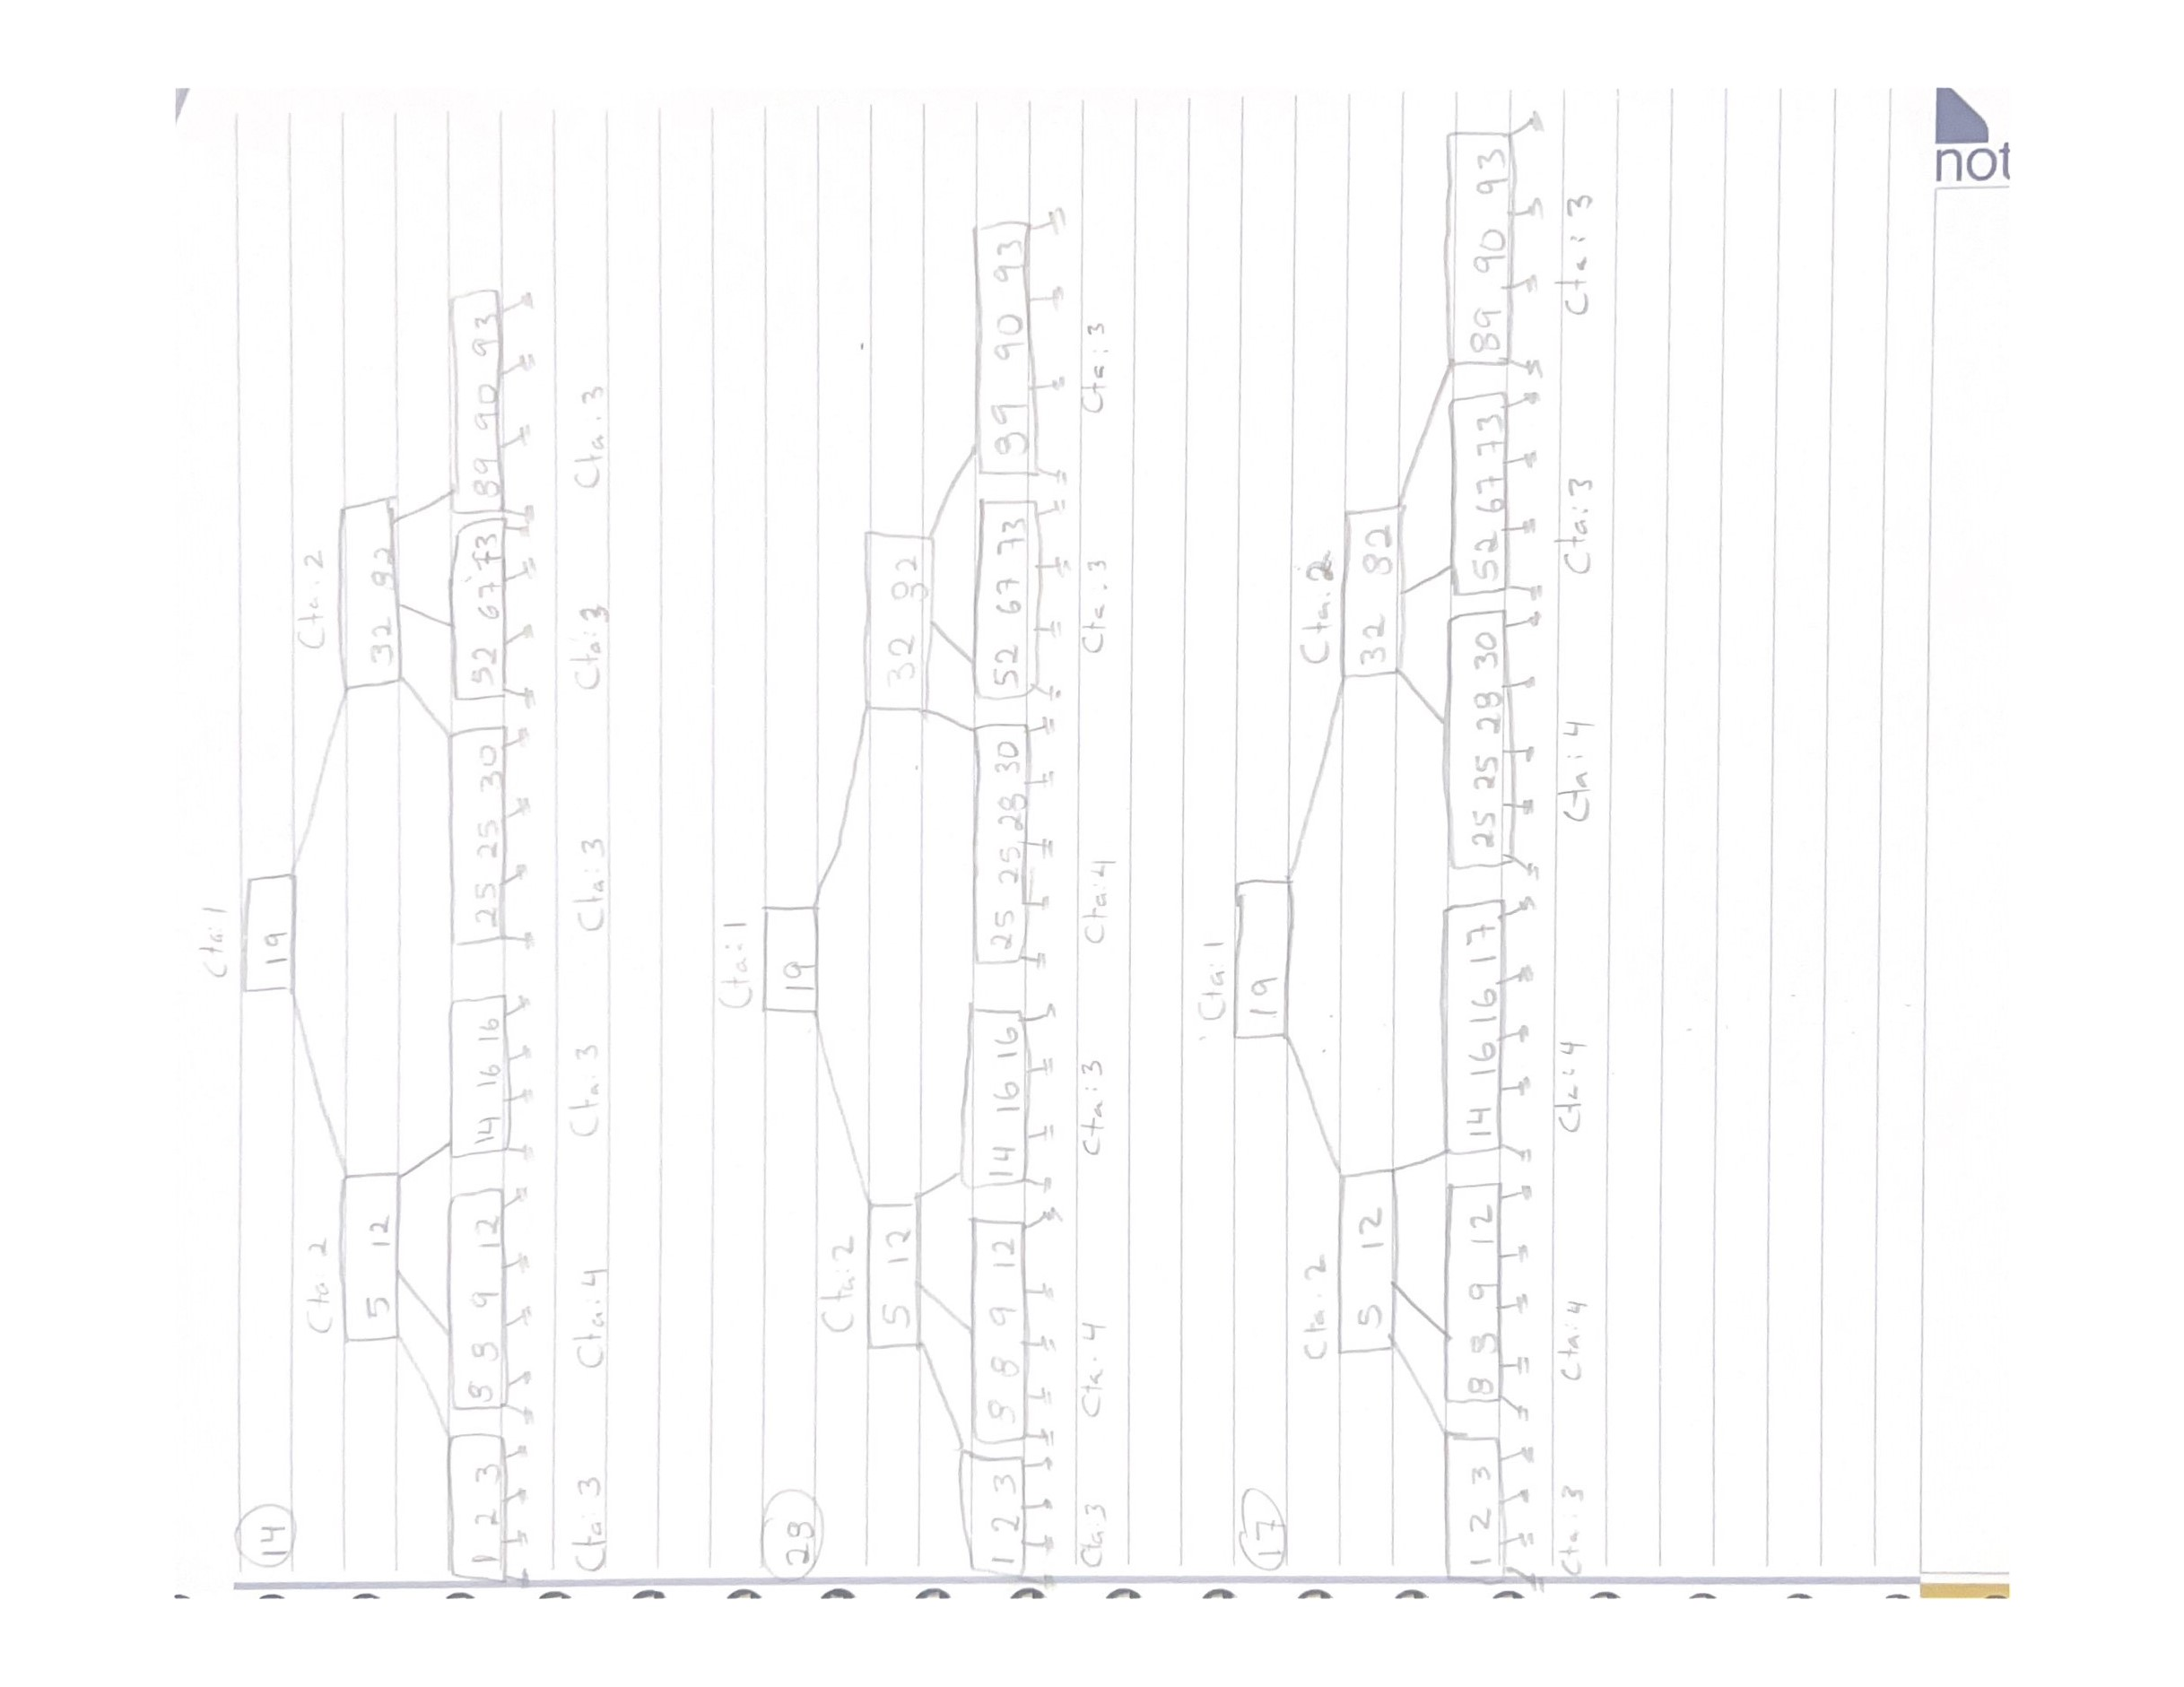 14
Cta: 1
19
Cta: 2 Cta: 2
5 12 32 82
1 2 3 8 8 9 12 14 16 16 25 25 30 52 67 73 89 90 93
Cta: 3 Cta: 4 Cta: 3 Cta: 3 Cta: 3 Cta: 3
28
Cta: 1
19
Cta: 2
5 12 32 82
1 2 3 8 8 9 12 14 16 16 25 25 28 30 52 67 73 89 90 93
Cta: 3 Cta: 4 Cta: 3 Cta: 4 Cta: 3 Cta: 3
17
Cta: 1
19
Cta: 2 Cta: 2
5 12 32 82
1 2 3 8 8 9 12 14 16 16 17 25 25 28 30 52 67 73 89 90 93
Cta: 3 Cta: 4 Cta: 4 Cta: 4 Cta: 3 Cta: 3
not